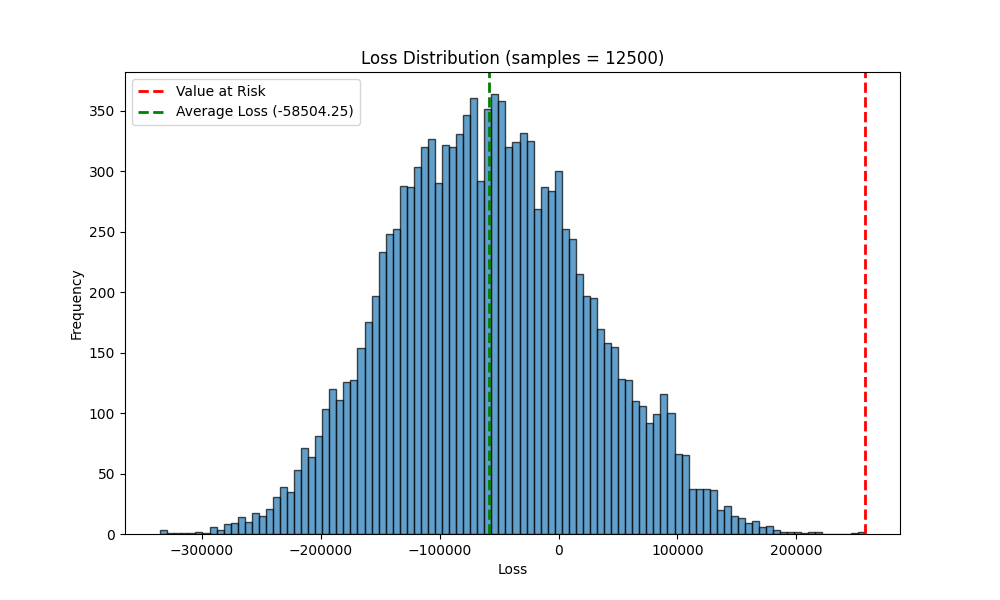 Loss Distribution (samples = 12500)
Value at Risk
Average Loss (-58504.25)
350
300
250
200
150
100
50
0
Frequency
−300000 −200000 −100000 0 100000 200000
Loss